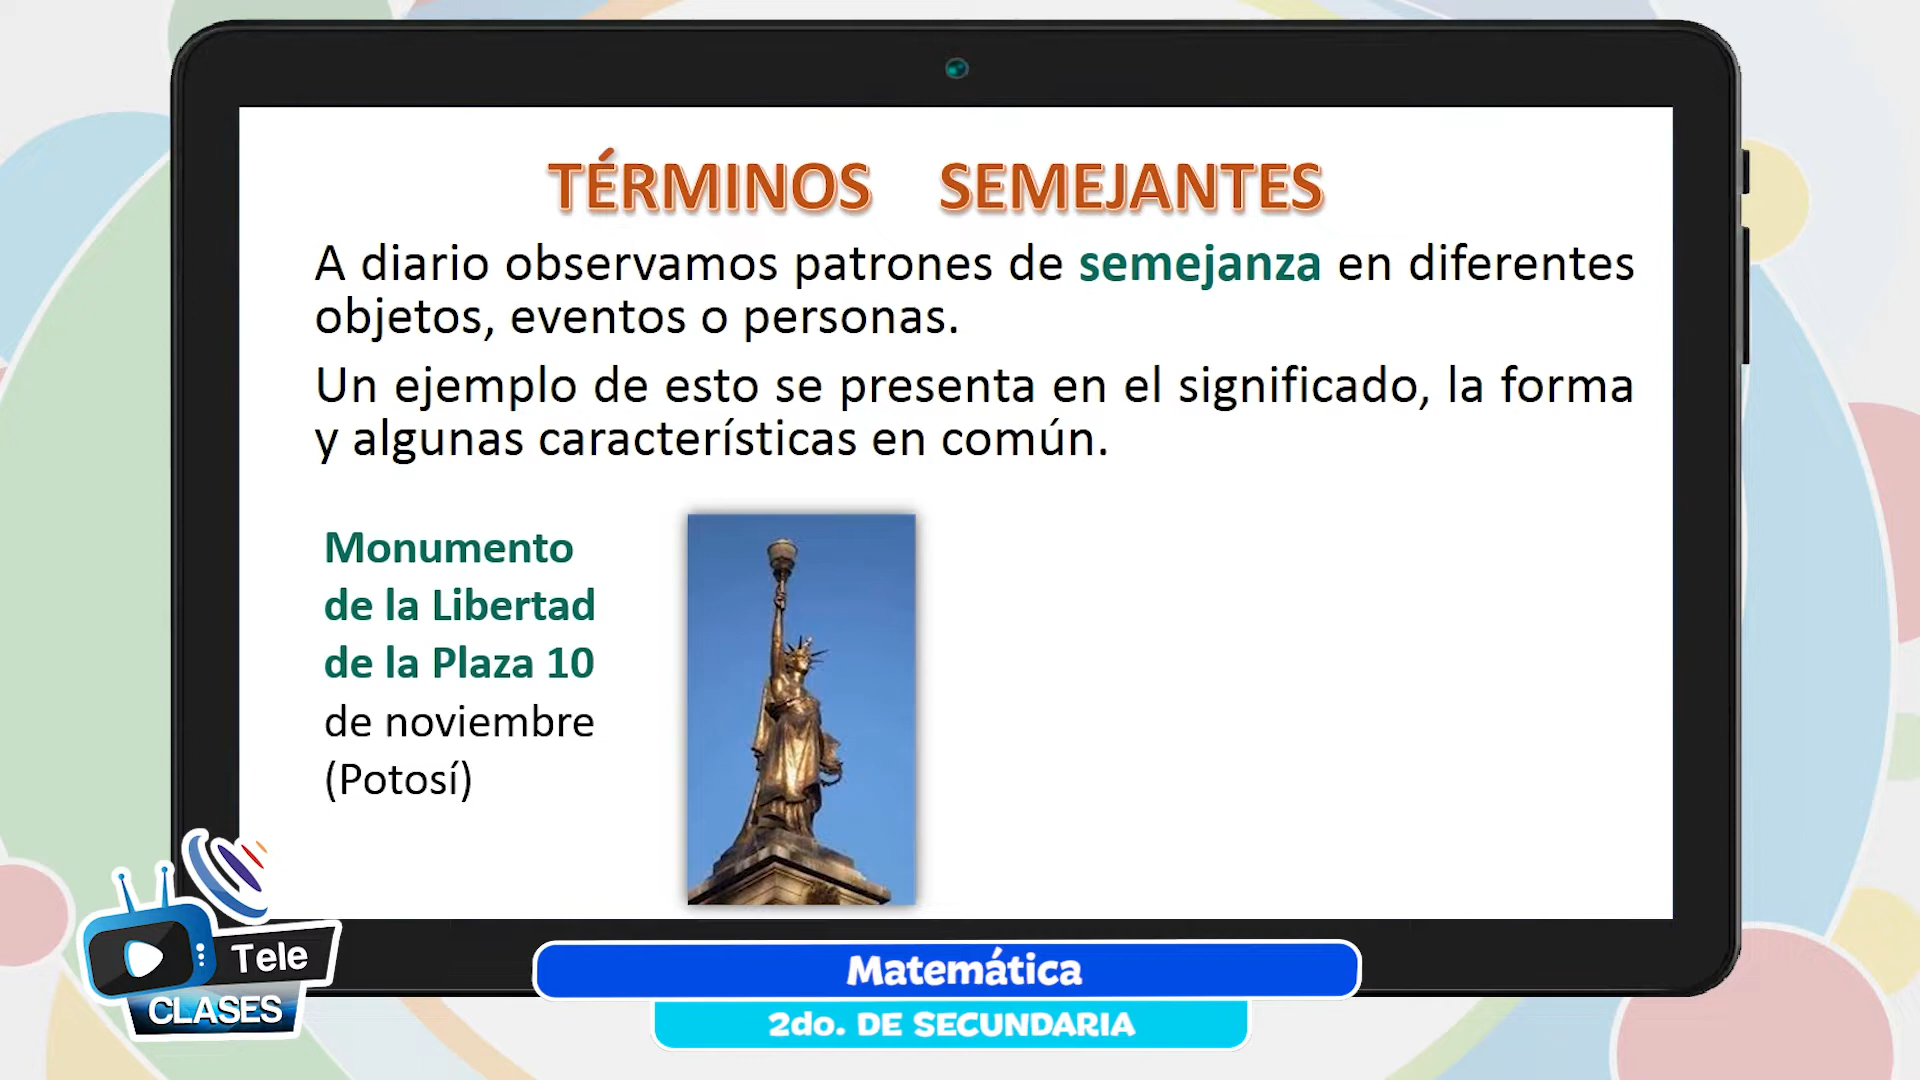 TÉRMINOS SEMEJANTES
A diario observamos patrones de semejanza en diferentes
objetos, eventos o personas.
Un ejemplo de esto se presenta en el significado, la forma
y algunas características en común.
Monumento
de la Libertad
de la Plaza 10
de noviembre
(Potosí)
Tele
CLASES
Matemática
2do. DE SECUNDARIA